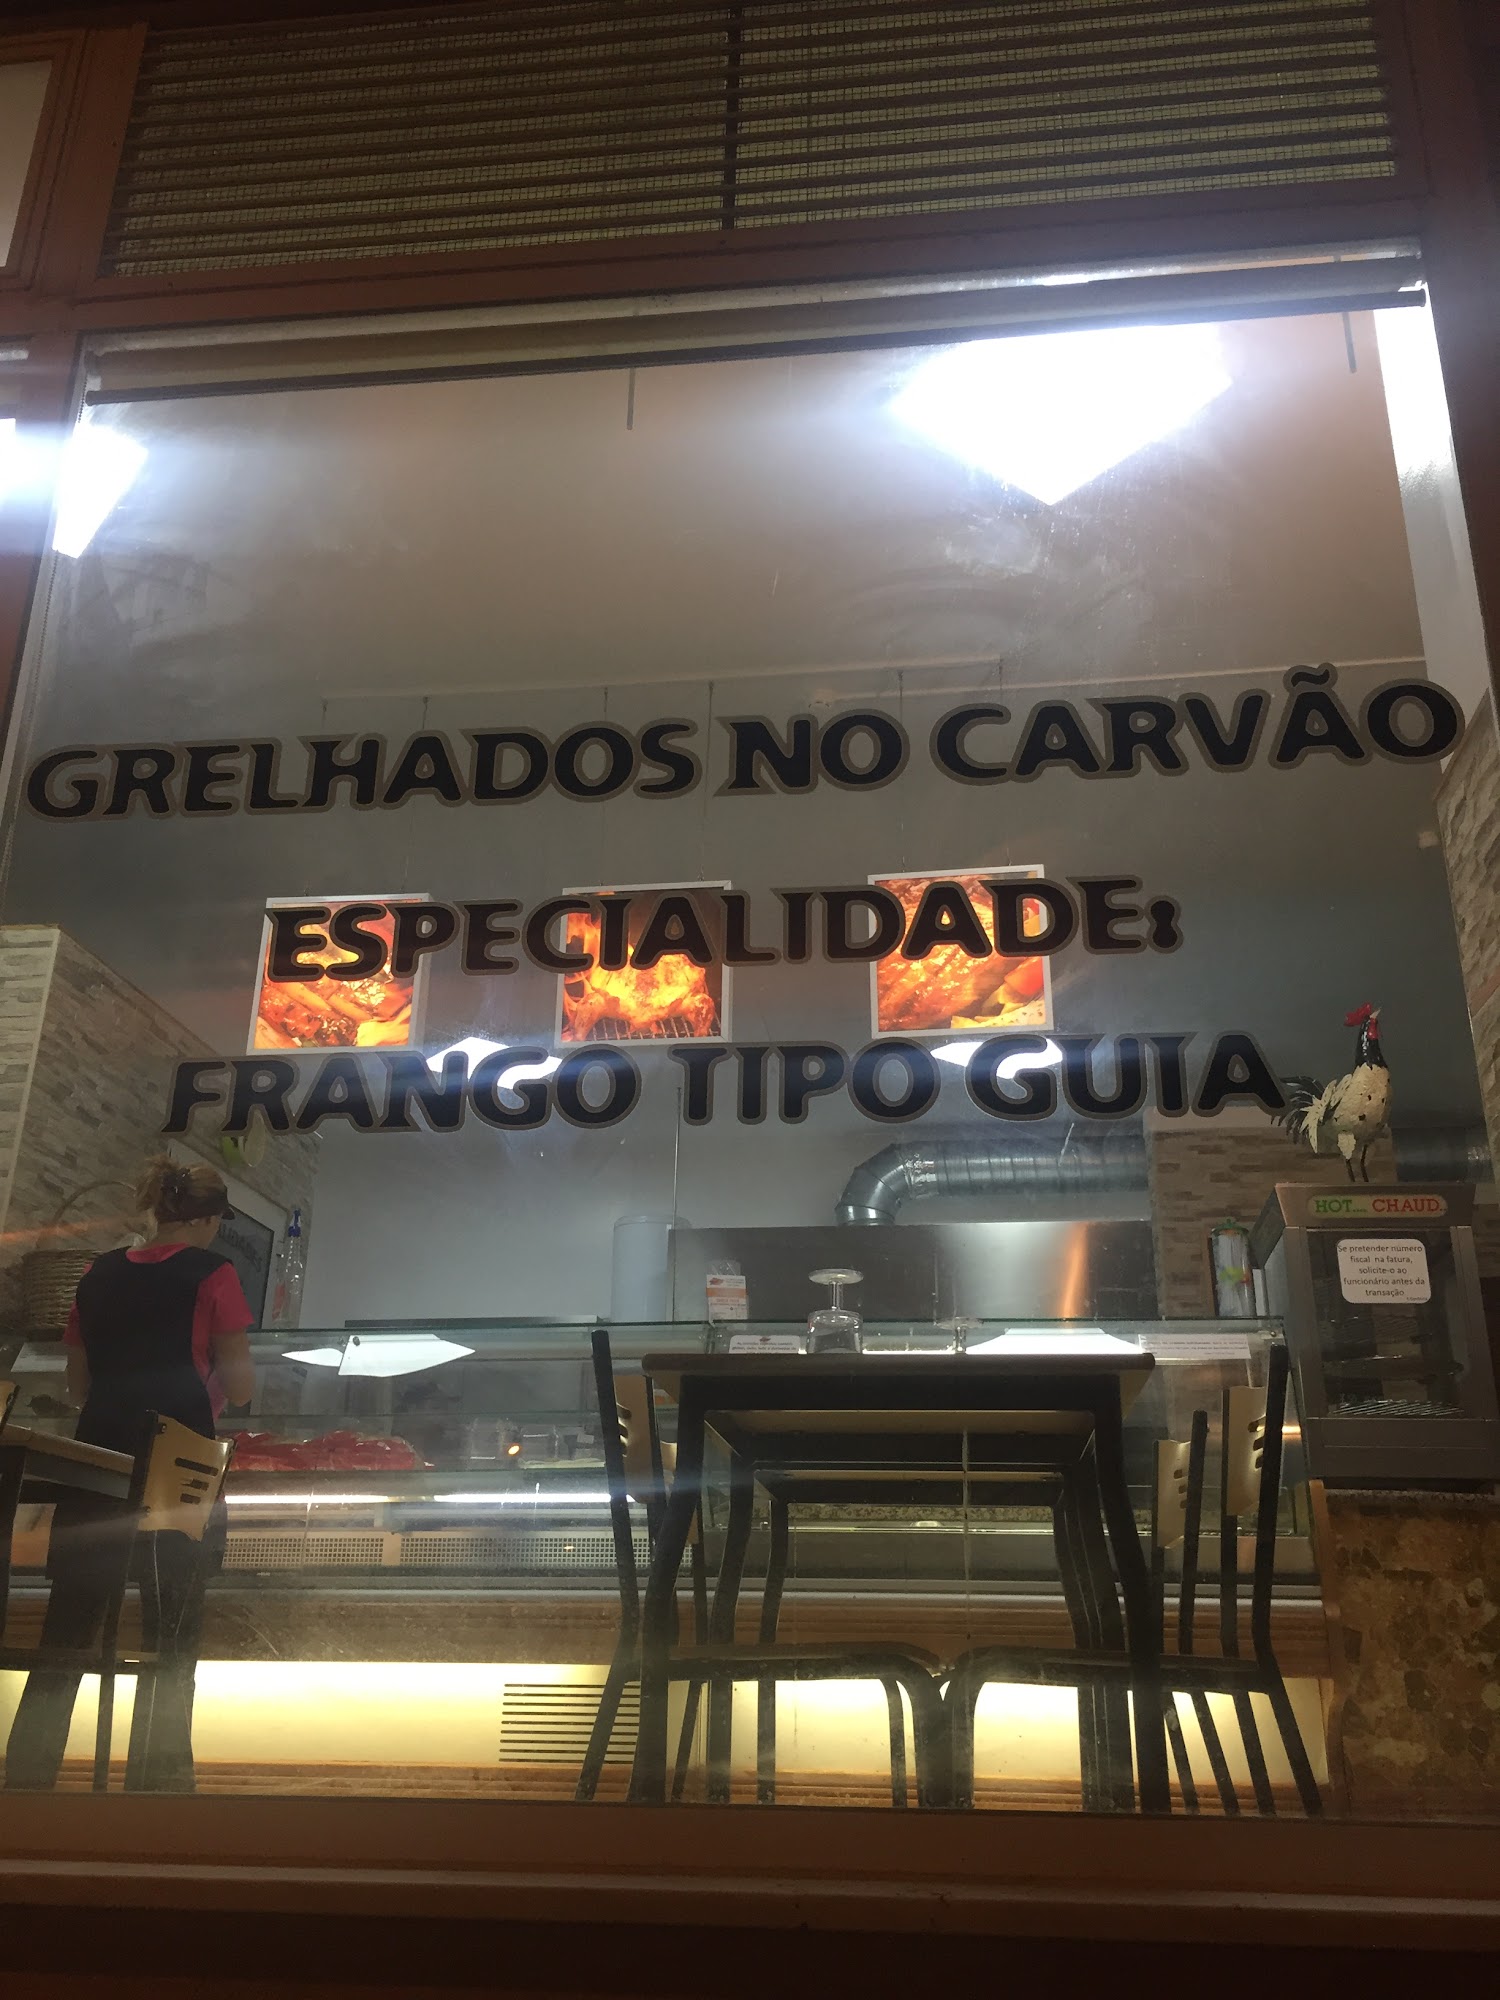 GRELHADOS NO CARVÃO
ESPECIALIDADE:
FRANGO TIPO GUIA
HOT.... CHAUD..
Se pretender número
fiscal na fatura,
solicite-o ao
funcionário antes da
transação